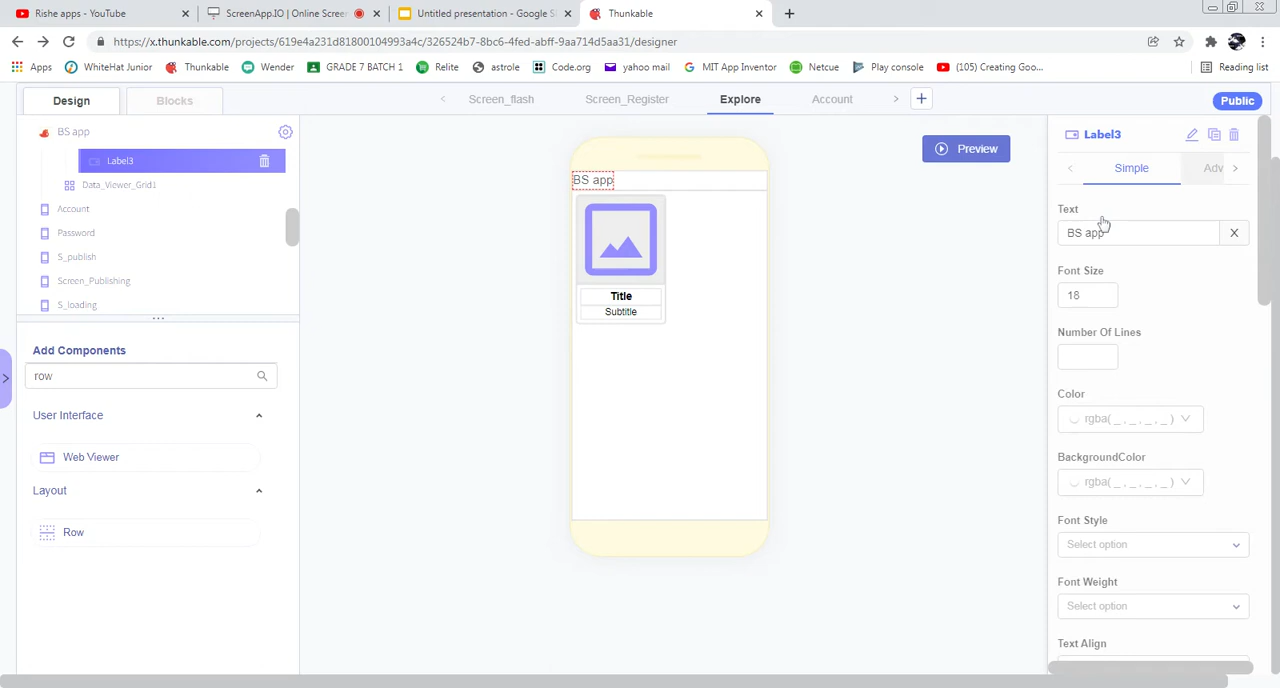 Rishe apps - YouTube
ScreenApp.IO | Online Screen
Untitled presentation - Google S
Thunkable
https://x.thunkable.com/projects/619e4a231d81800104993a4c/326524b7-8bc6-4fed-abff-9aa714d5aa31/designer
Apps
WhiteHat Junior
Thunkable
Wender
GRADE 7 BATCH 1
Relife
astrole
Code.org
yahoo mail
MIT App Inventor
Netcue
Play console
(105) Creating Goo...
Reading list
Design
Blocks
Screen_flash
Screen_Register
Explore
Account
Public
BS app
Label3
Data_Viewer_Grid1
Account
Password
S_publish
Screen_Publishing
S_loading
Add Components
row
User Interface
Web Viewer
Layout
Row
Preview
BS app
Title
Subtitle
Label3
Simple
Adv
Text
BS app
Font Size
18
Number Of Lines
Color
rgba( _ , _ , _ , _ )
BackgroundColor
rgba( _ , _ , _ , _ )
Font Style
Select option
Font Weight
Select option
Text Align